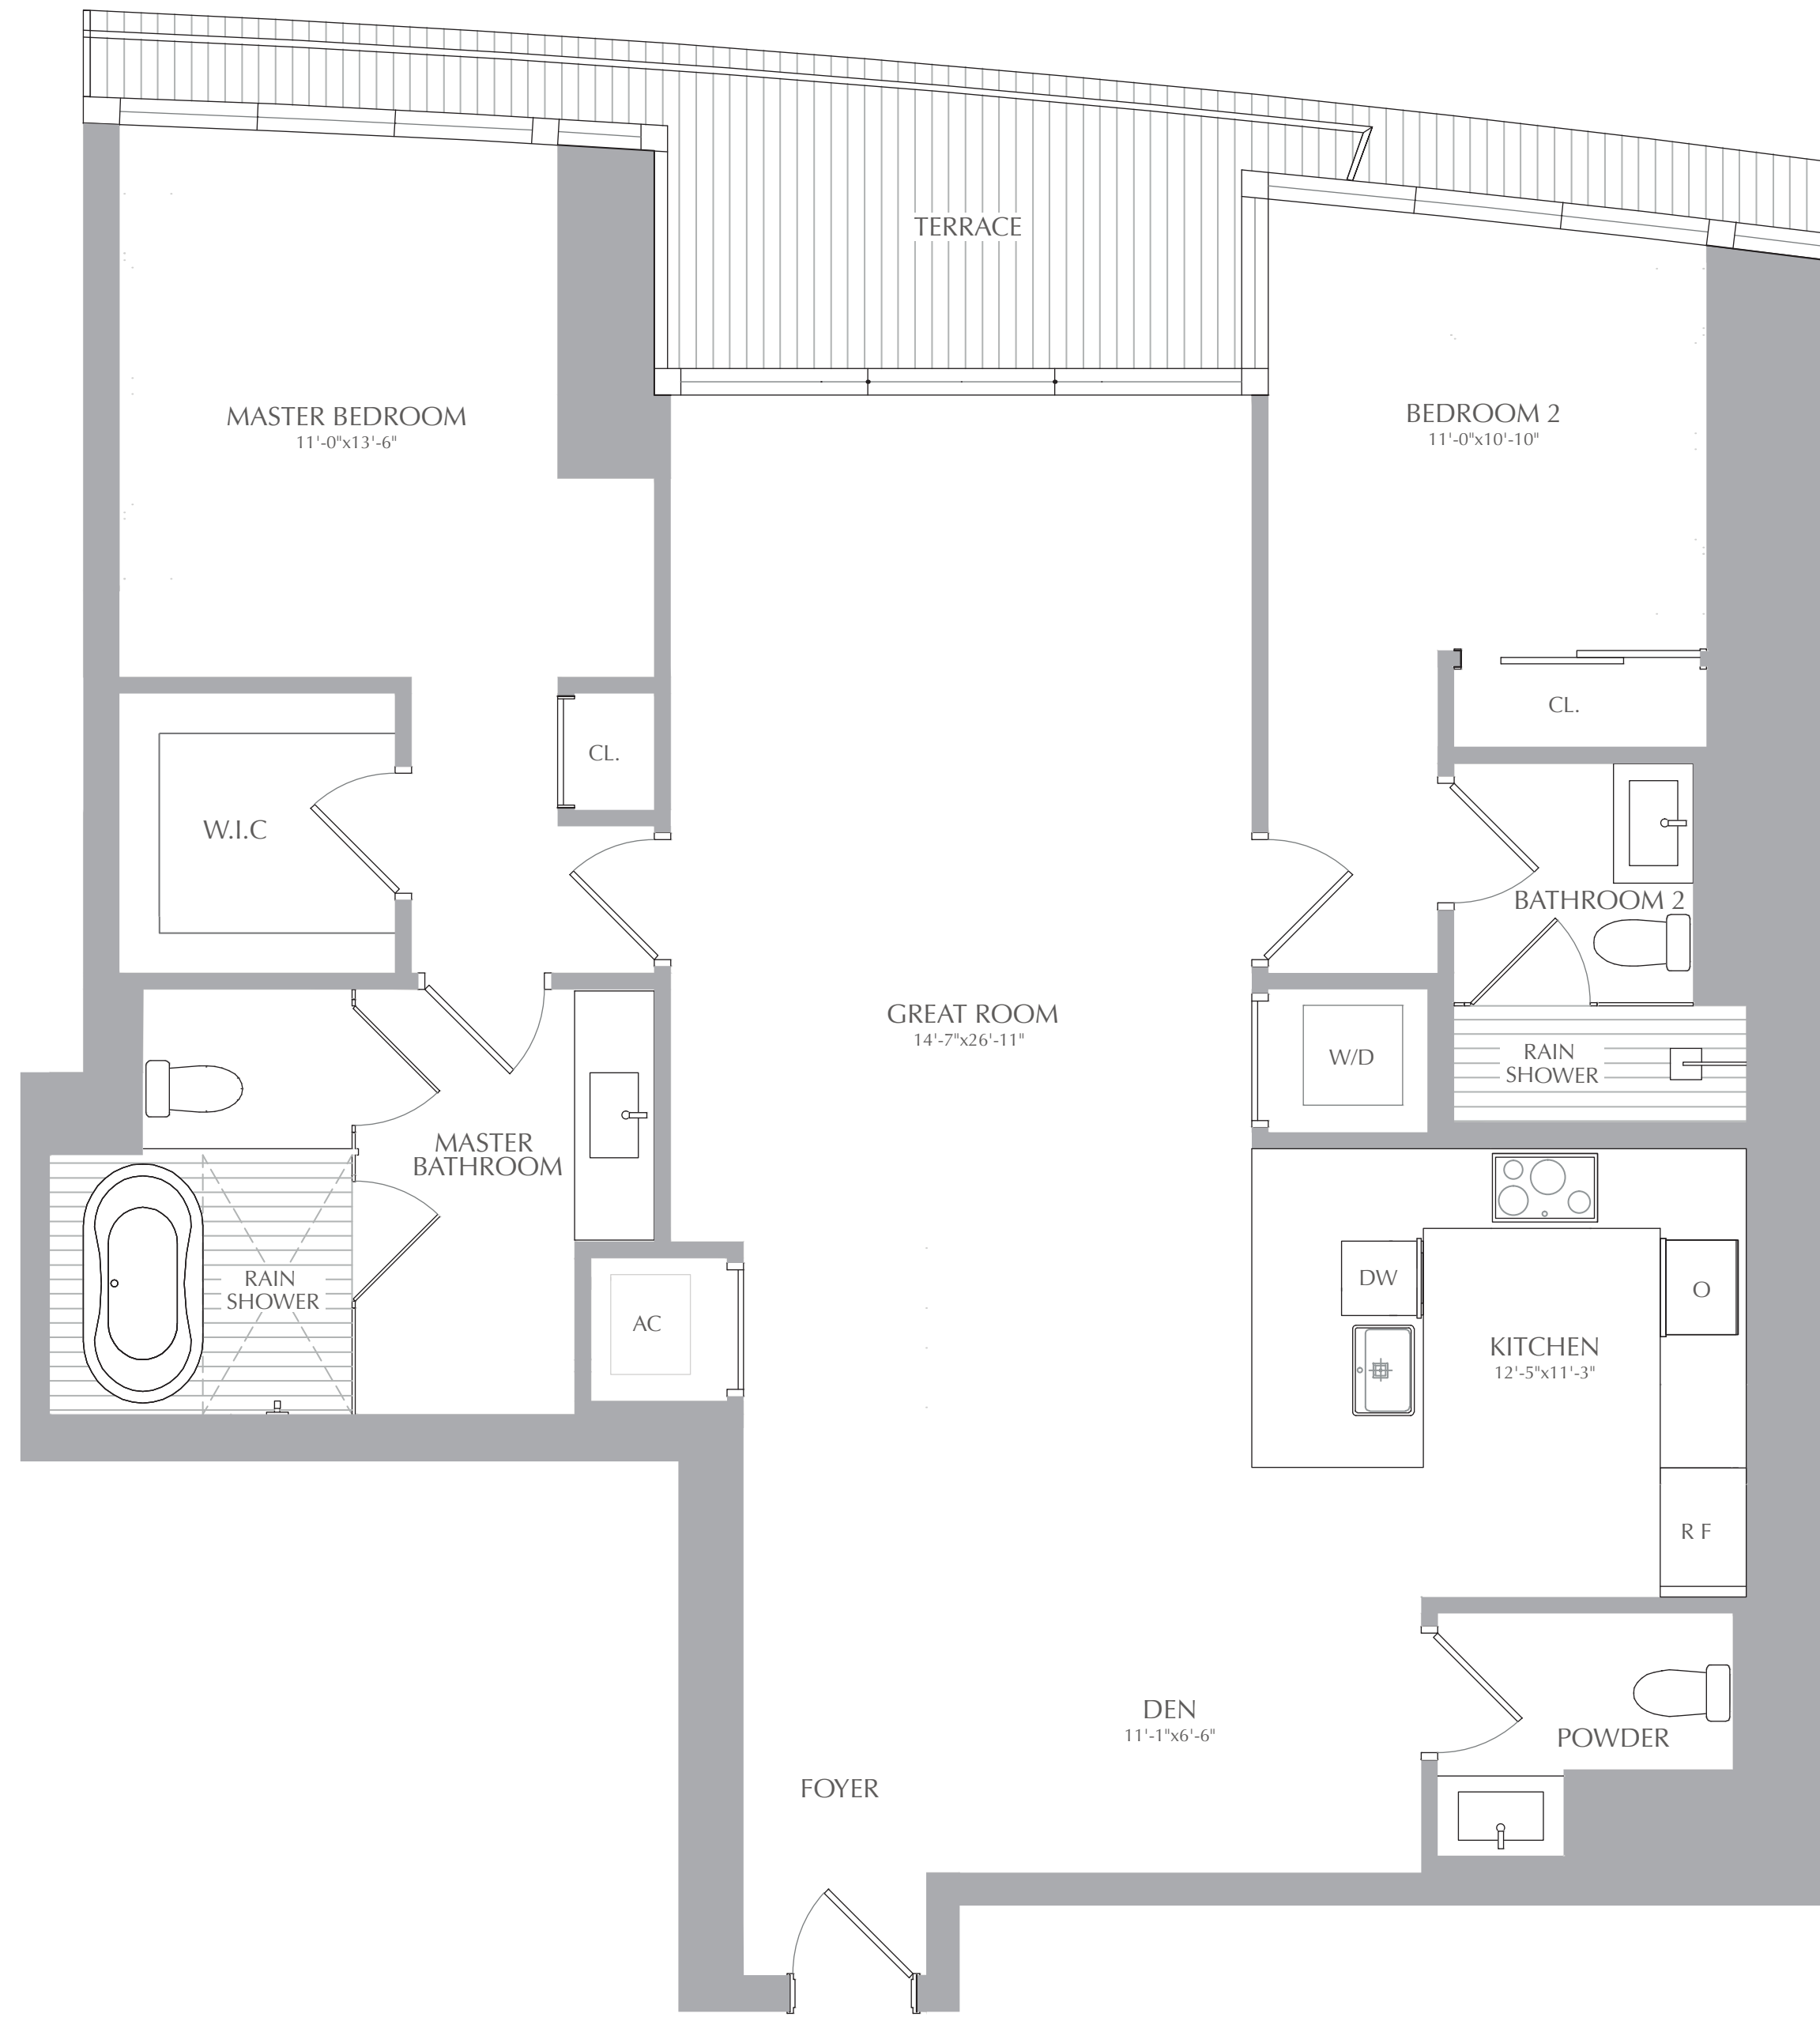 TERRACE
MASTER BEDROOM
11'-0"x13'-6"
BEDROOM 2
11'-0"x10'-10"
CL.
CL.
W.I.C
BATHROOM 2
GREAT ROOM
14'-7"x26'-11"
W/D
RAIN
SHOWER
MASTER
BATHROOM
RAIN
SHOWER
AC
DW
O
KITCHEN
12'-5"x11'-3"
R F
DEN
11'-1"x6'-6"
POWDER
FOYER